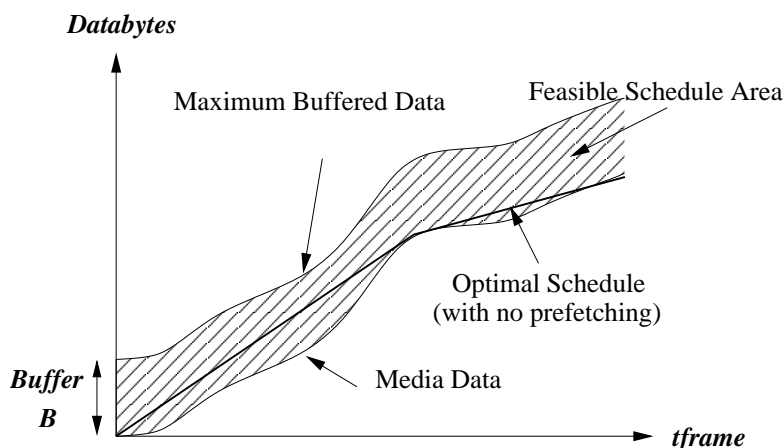 Databytes
Maximum Buffered Data
Feasible Schedule Area
Optimal Schedule
(with no prefetching)
Media Data
Buffer
B
tframe